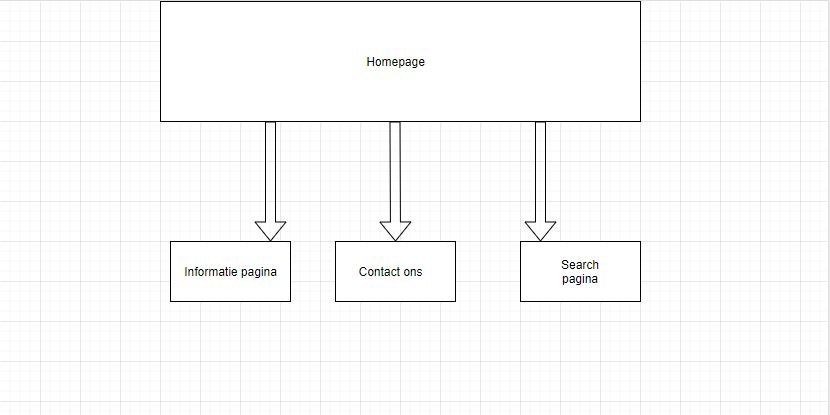 Homepage
Informatie pagina
Contact ons
Search
pagina